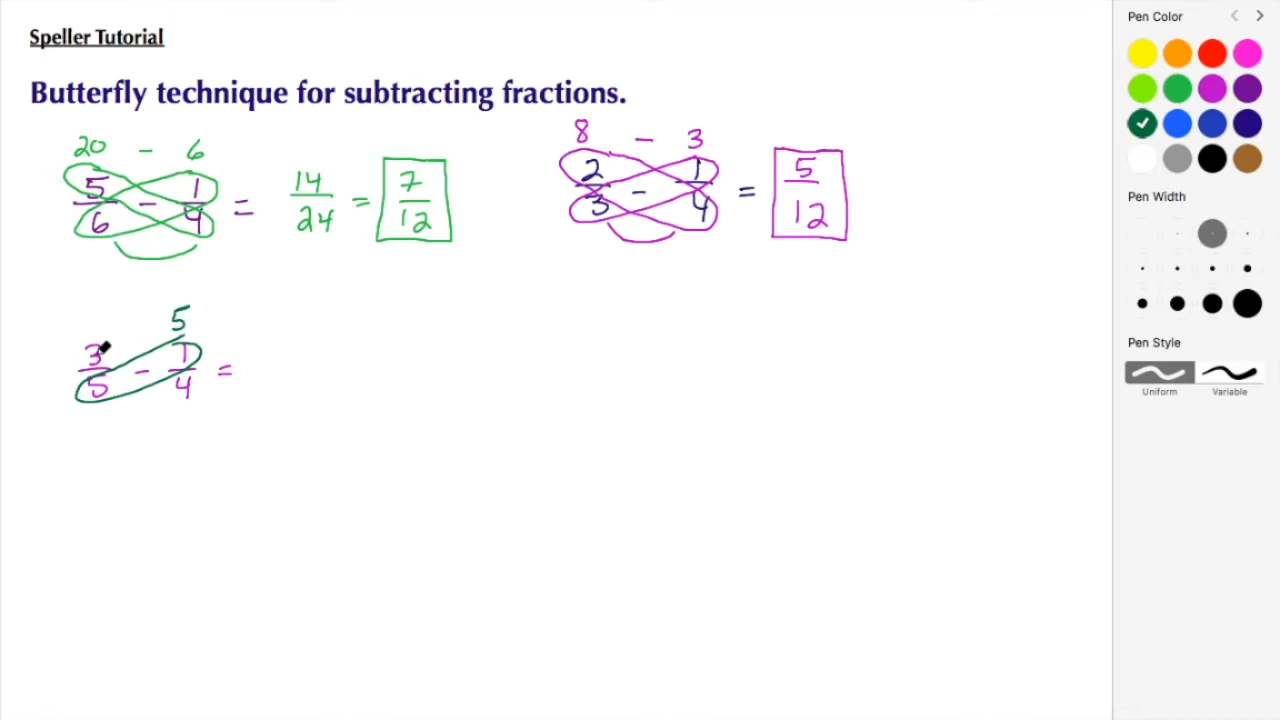 Speller Tutorial
Butterfly technique for subtracting fractions.
20 - 6
5/6 - 1/4 = 14/24 = 7/12
8 - 3
2/3 - 1/4 = 5/12
5
3/5 - 1/4 =
Pen Color
Pen Width
Pen Style
Uniform Variable